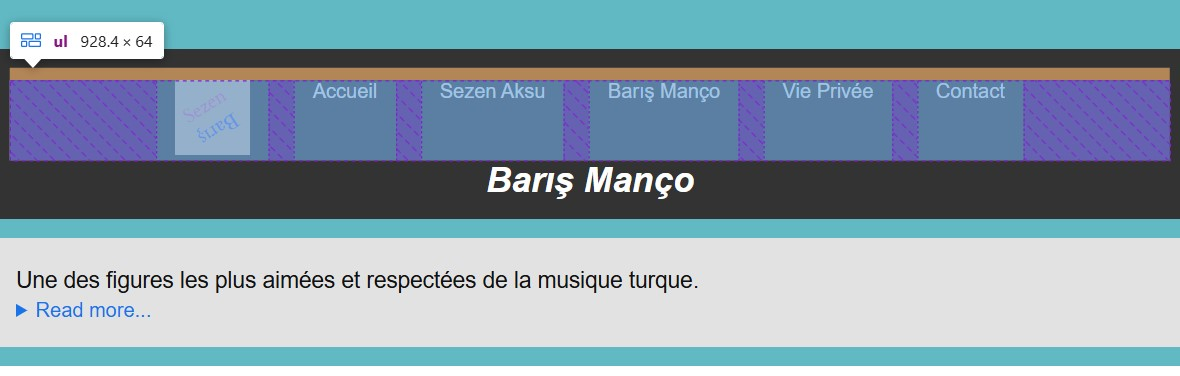 ul 928.4 × 64
Sezen
Barış
Accueil Sezen Aksu Barış Manço Vie Privée Contact
Barış Manço
Une des figures les plus aimées et respectées de la musique turque.
Read more...